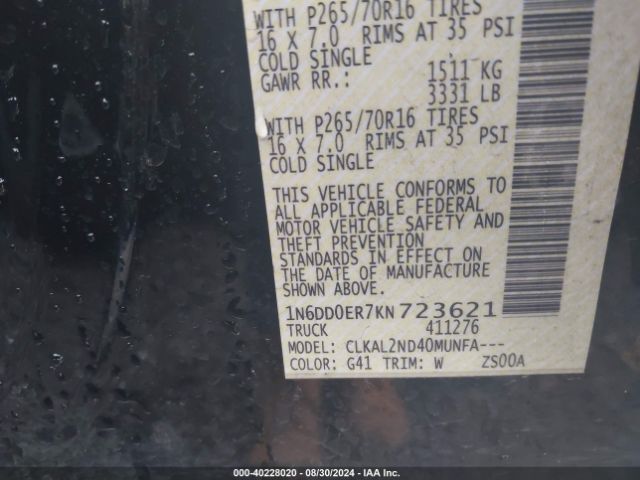 WITH P265/70R16 TIRES
16 X 7.0 RIMS AT 35 PSI
COLD SINGLE
GAWR RR.: 1511 KG
3331 LB
WITH P265/70R16 TIRES
16 X 7.0 RIMS AT 35 PSI
COLD SINGLE
THIS VEHICLE CONFORMS TO
ALL APPLICABLE FEDERAL
MOTOR VEHICLE SAFETY AND
THEFT PREVENTION
STANDARDS IN EFFECT ON
THE DATE OF MANUFACTURE
SHOWN ABOVE.
1N6DD0ER7KN723621
TRUCK 411276
MODEL: CLKAL2ND40MUNFA---
COLOR: G41 TRIM: W ZS00A
000-40228020 - 08/30/2024 - IAA Inc.